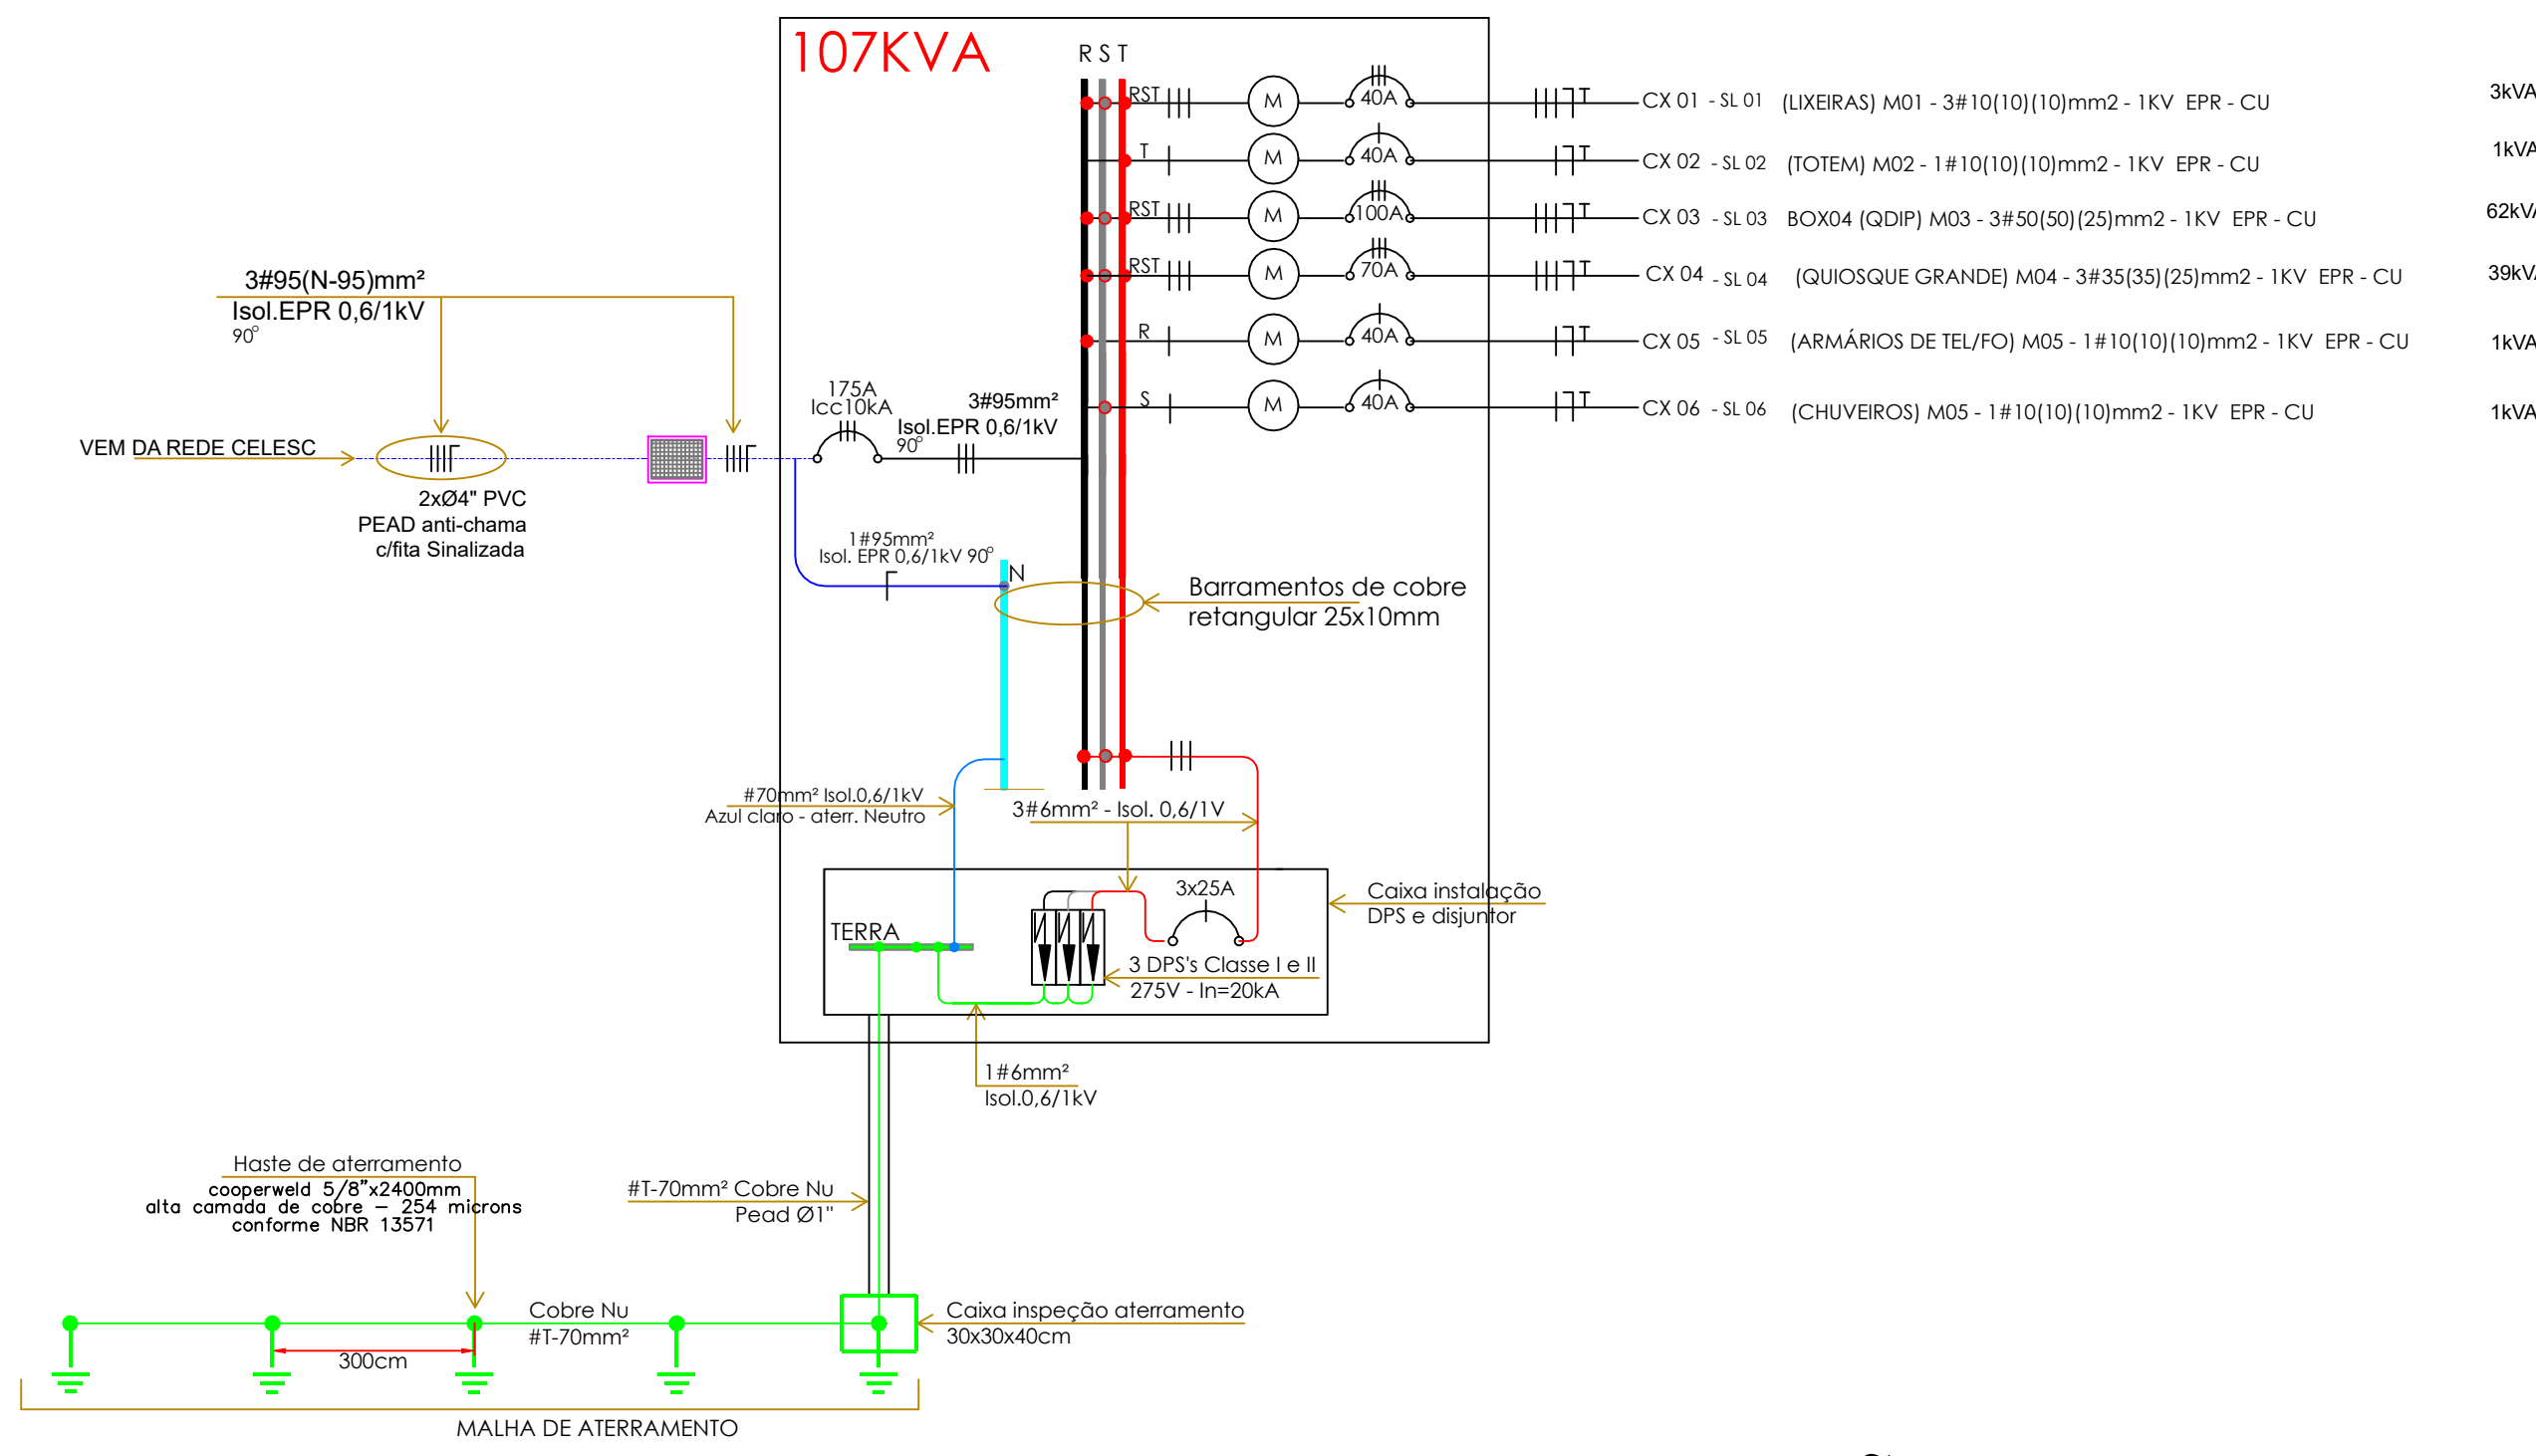 107KVA
R S T
RST
M
40A
T
CX 01 - SL 01 (LIXEIRAS) M01 - 3#10(10)(10)mm2 - 1KV EPR - CU
3kVA
T
M
40A
T
CX 02 - SL 02 (TOTEM) M02 - 1#10(10)(10)mm2 - 1KV EPR - CU
1kVA
RST
M
100A
T
CX 03 - SL 03 BOX04 (QDIP) M03 - 3#50(50)(25)mm2 - 1KV EPR - CU
62kVA
RST
M
70A
T
CX 04 - SL 04 (QUIOSQUE GRANDE) M04 - 3#35(35)(25)mm2 - 1KV EPR - CU
39kVA
R
M
40A
T
CX 05 - SL 05 (ARMÁRIOS DE TEL/FO) M05 - 1#10(10)(10)mm2 - 1KV EPR - CU
1kVA
S
M
40A
T
CX 06 - SL 06 (CHUVEIROS) M05 - 1#10(10)(10)mm2 - 1KV EPR - CU
1kVA
3#95(N-95)mm²
Isol.EPR 0,6/1kV
90°
VEM DA REDE CELESC
2xØ4" PVC
PEAD anti-chama
c/fita Sinalizada
175A
Icc10kA
3#95mm²
Isol.EPR 0,6/1kV
90°
1#95mm²
Isol. EPR 0,6/1kV 90°
N
Barramentos de cobre
retangular 25x10mm
#70mm² Isol.0,6/1kV
Azul claro - aterr. Neutro
3#6mm² - Isol. 0,6/1V
3x25A
Caixa instalação
DPS e disjuntor
TERRA
3 DPS's Classe I e II
275V - In=20kA
1#6mm²
Isol.0,6/1kV
Haste de aterramento
cooperweld 5/8"x2400mm
alta camada de cobre – 254 microns
conforme NBR 13571
#T-70mm² Cobre Nu
Pead Ø1"
Cobre Nu
#T-70mm²
Caixa inspeção aterramento
30x30x40cm
300cm
MALHA DE ATERRAMENTO